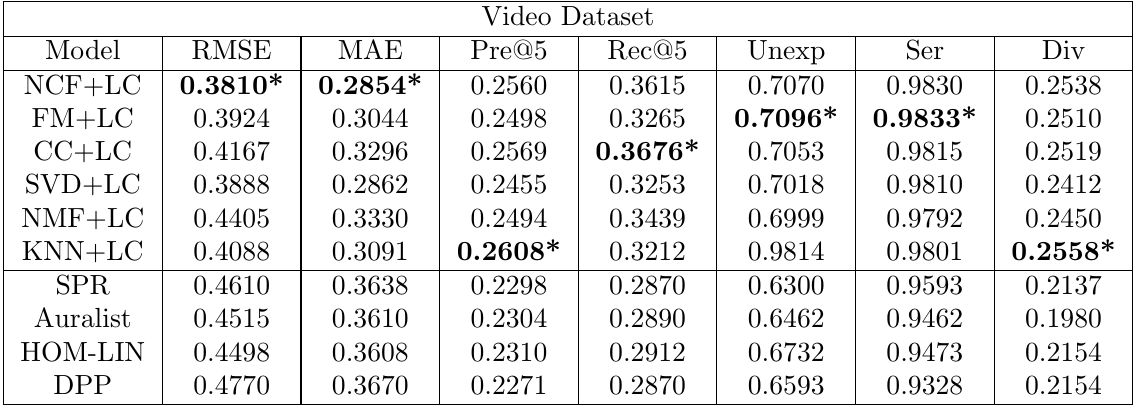 Video Dataset
Model RMSE MAE Pre@5 Rec@5 Unexp Ser Div
NCF+LC 0.3810* 0.2854* 0.2560 0.3615 0.7070 0.9830 0.2538
FM+LC 0.3924 0.3044 0.2498 0.3265 0.7096* 0.9833* 0.2510
CC+LC 0.4167 0.3296 0.2569 0.3676* 0.7053 0.9815 0.2519
SVD+LC 0.3888 0.2862 0.2455 0.3253 0.7018 0.9810 0.2412
NMF+LC 0.4405 0.3330 0.2494 0.3439 0.6999 0.9792 0.2450
KNN+LC 0.4088 0.3091 0.2608* 0.3212 0.9814 0.9801 0.2558*
SPR 0.4610 0.3638 0.2298 0.2870 0.6300 0.9593 0.2137
Auralist 0.4515 0.3610 0.2304 0.2890 0.6462 0.9462 0.1980
HOM-LIN 0.4498 0.3608 0.2310 0.2912 0.6732 0.9473 0.2154
DPP 0.4770 0.3670 0.2271 0.2870 0.6593 0.9328 0.2154